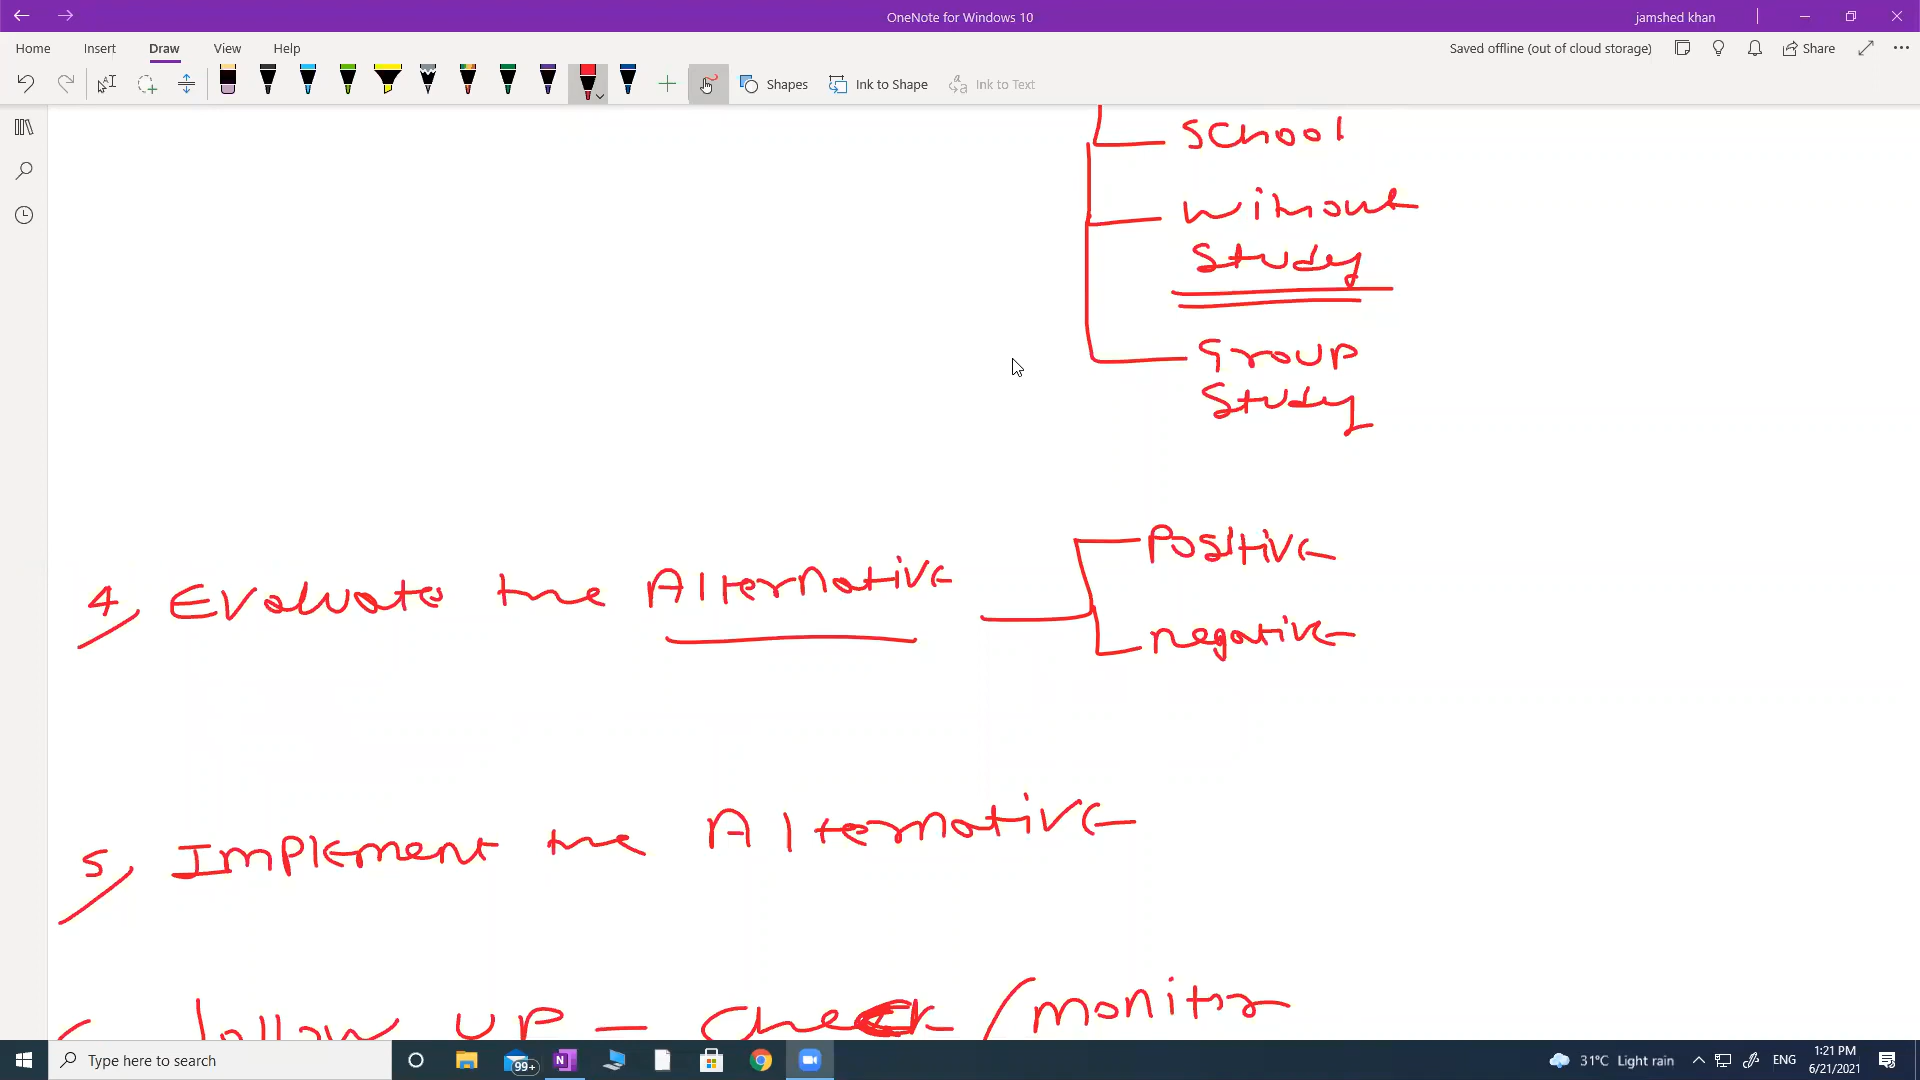 OneNote for Windows 10
jamshed khan
Home Insert Draw View Help
Saved offline (out of cloud storage)
Share
Shapes
Ink to Shape
Ink to Text
School
Without
Study
Group
Study
4, Evaluate the Alternative
Positive
negative
5, Implement the Alternative
follow up - check / monitor
Type here to search
99+
31°C Light rain
ENG
1:21 PM
6/21/2021